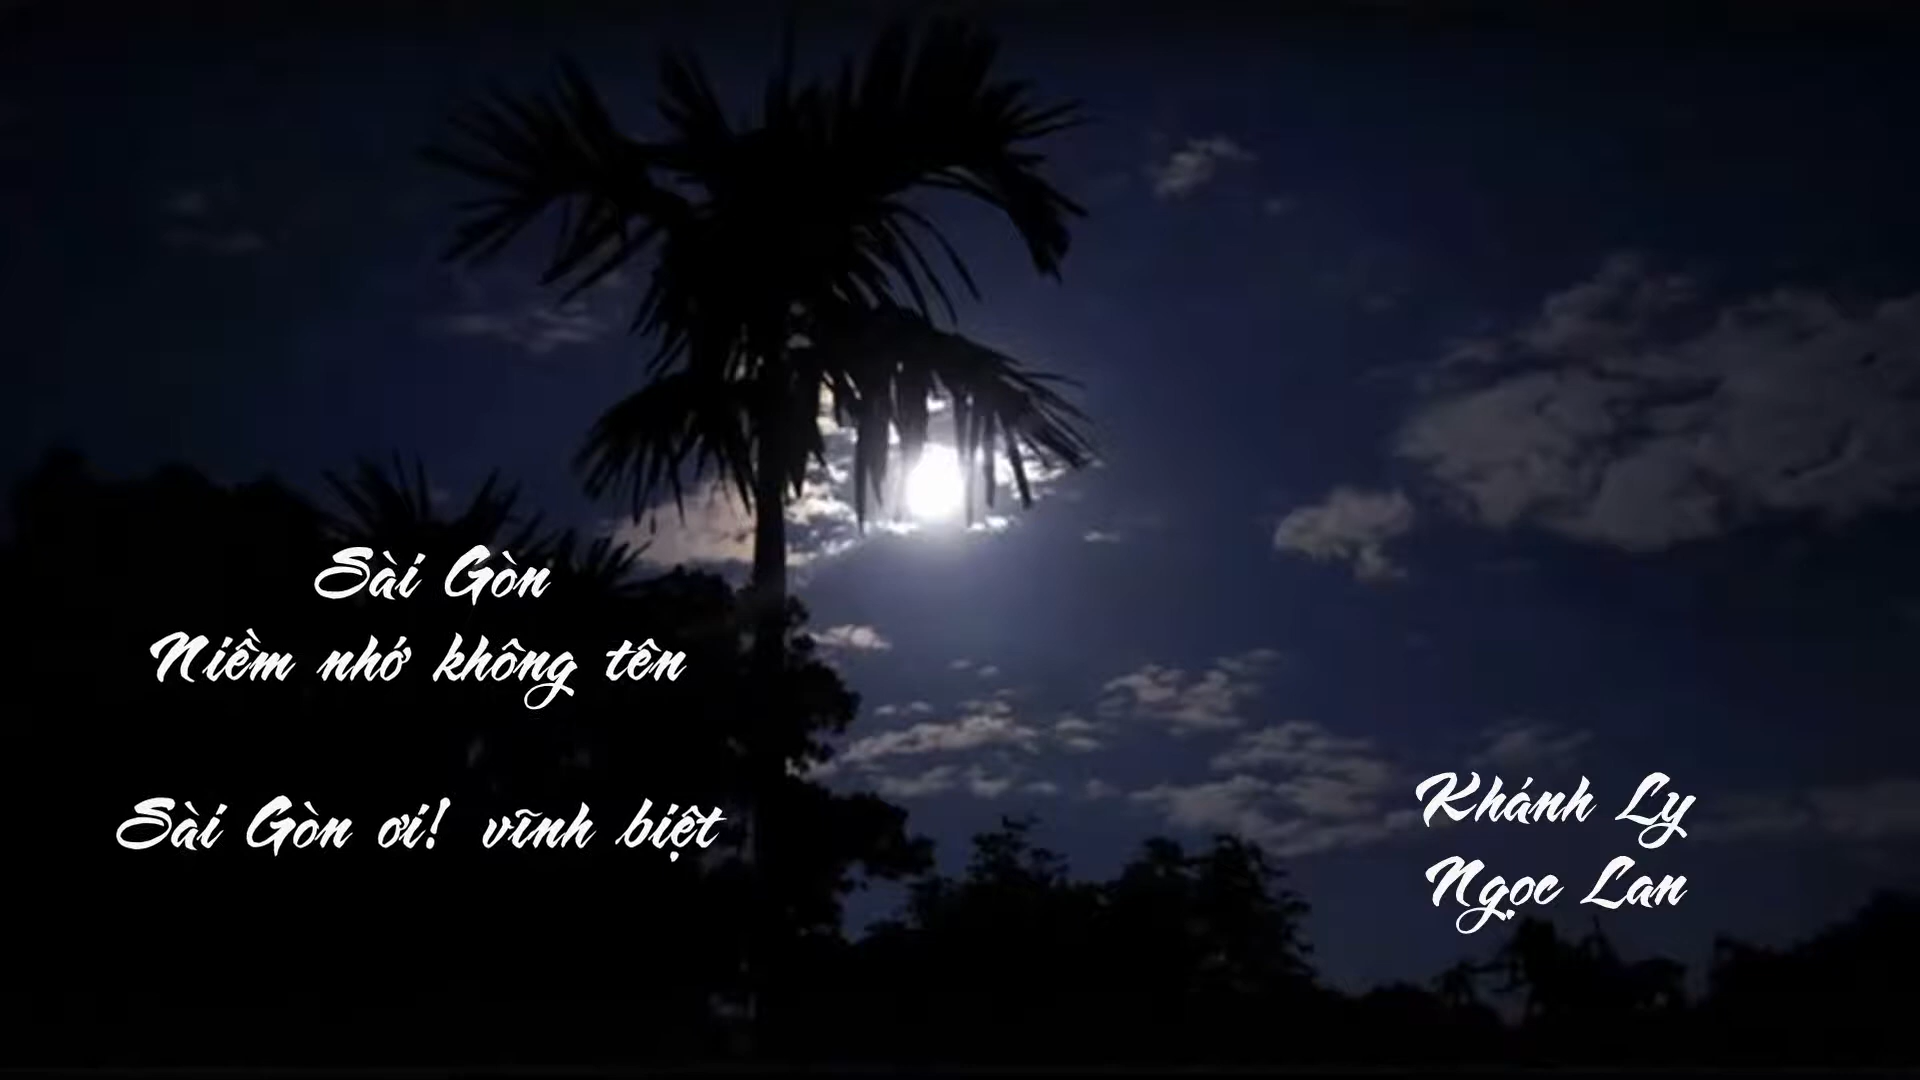 Sài Gòn
Niềm nhớ không tên
Sài Gòn ơi! vĩnh biệt
Khánh Ly
Ngọc Lan